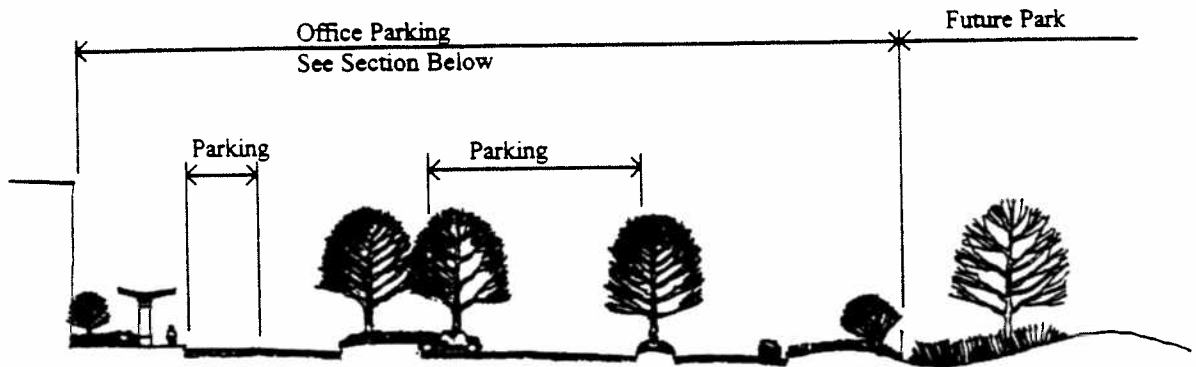 Future Park
Office Parking
See Section Below
Parking
Parking